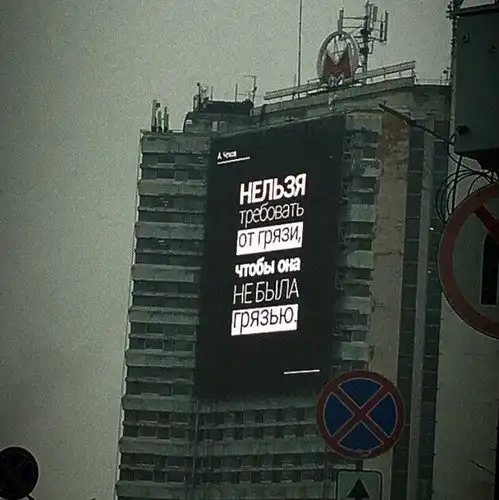 М
А. Чехов
НЕЛЬЗЯ
требовать
от грязи,
чтобы она
НЕ БЫЛА
грязью.